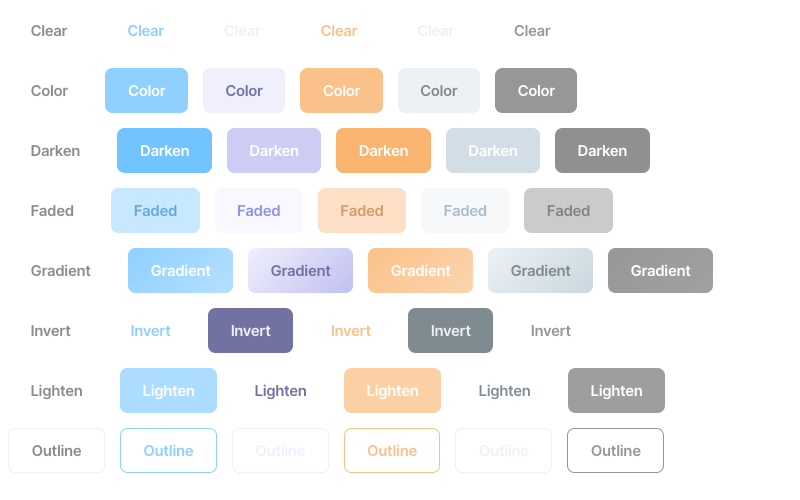 Clear Clear Clear Clear Clear Clear
Color Color Color Color Color Color
Darken Darken Darken Darken Darken Darken
Faded Faded Faded Faded Faded Faded
Gradient Gradient Gradient Gradient Gradient Gradient
Invert Invert Invert Invert Invert Invert
Lighten Lighten Lighten Lighten Lighten Lighten
Outline Outline Outline Outline Outline Outline